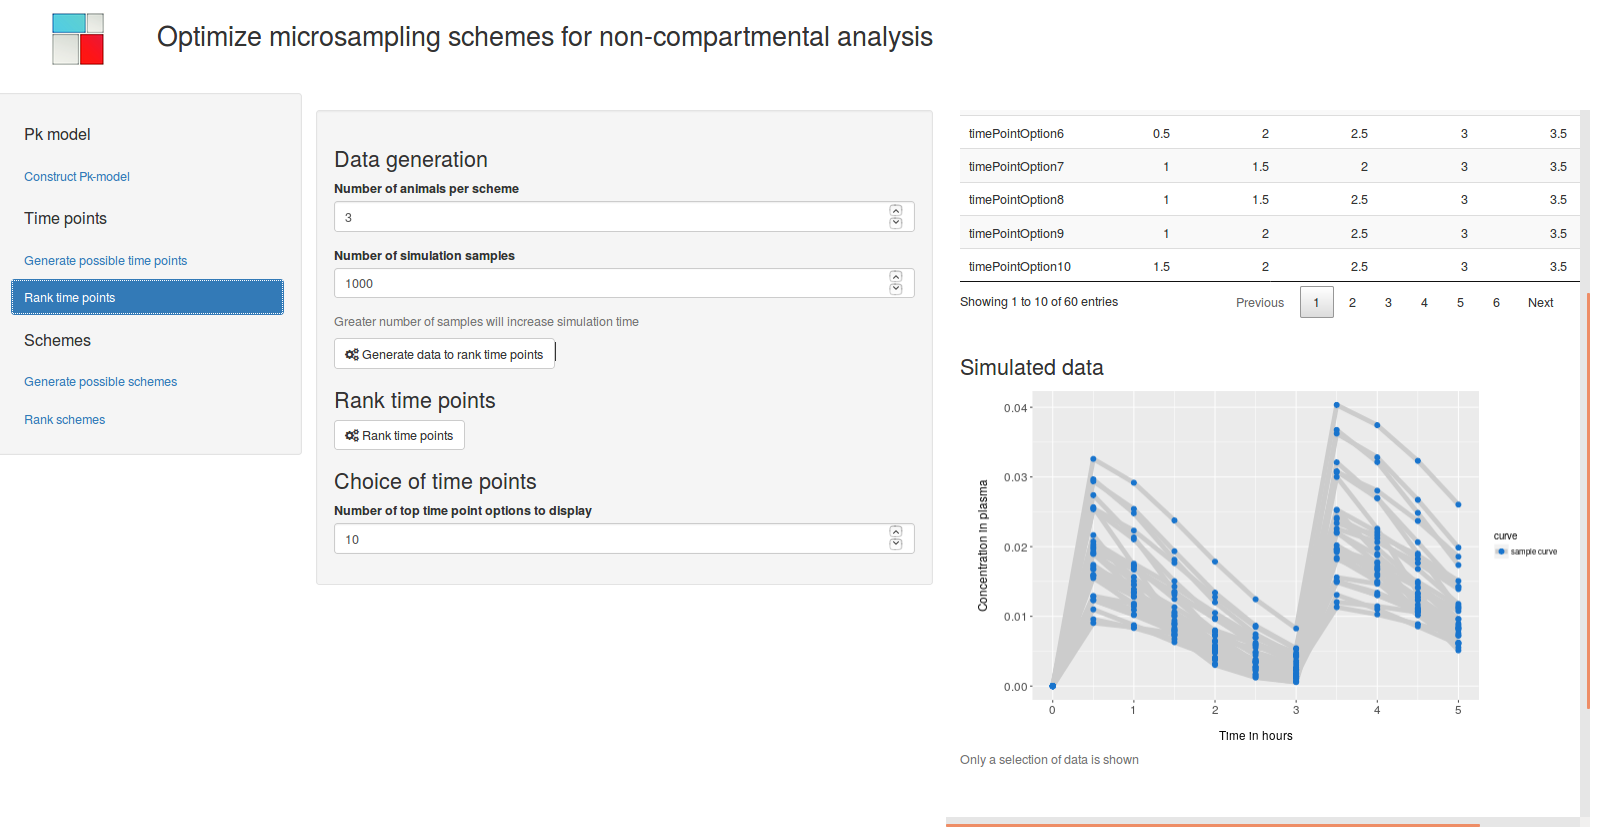 Optimize microsampling schemes for non-compartmental analysis
Pk model
Construct Pk-model
Time points
Generate possible time points
Rank time points
Schemes
Generate possible schemes
Rank schemes
Data generation
Number of animals per scheme
3
Number of simulation samples
1000
Greater number of samples will increase simulation time
Generate data to rank time points
Rank time points
Rank time points
Choice of time points
Number of top time point options to display
10
timePointOption6 0.5 2 2.5 3 3.5
timePointOption7 1 1.5 2 3 3.5
timePointOption8 1 1.5 2.5 3 3.5
timePointOption9 1 2 2.5 3 3.5
timePointOption10 1.5 2 2.5 3 3.5
Showing 1 to 10 of 60 entries Previous 1 2 3 4 5 6 Next
Simulated data
0.04
0.03
0.02
0.01
0.00
Concentration in plasma
0 1 2 3 4 5
Time in hours
curve
sample curve
Only a selection of data is shown